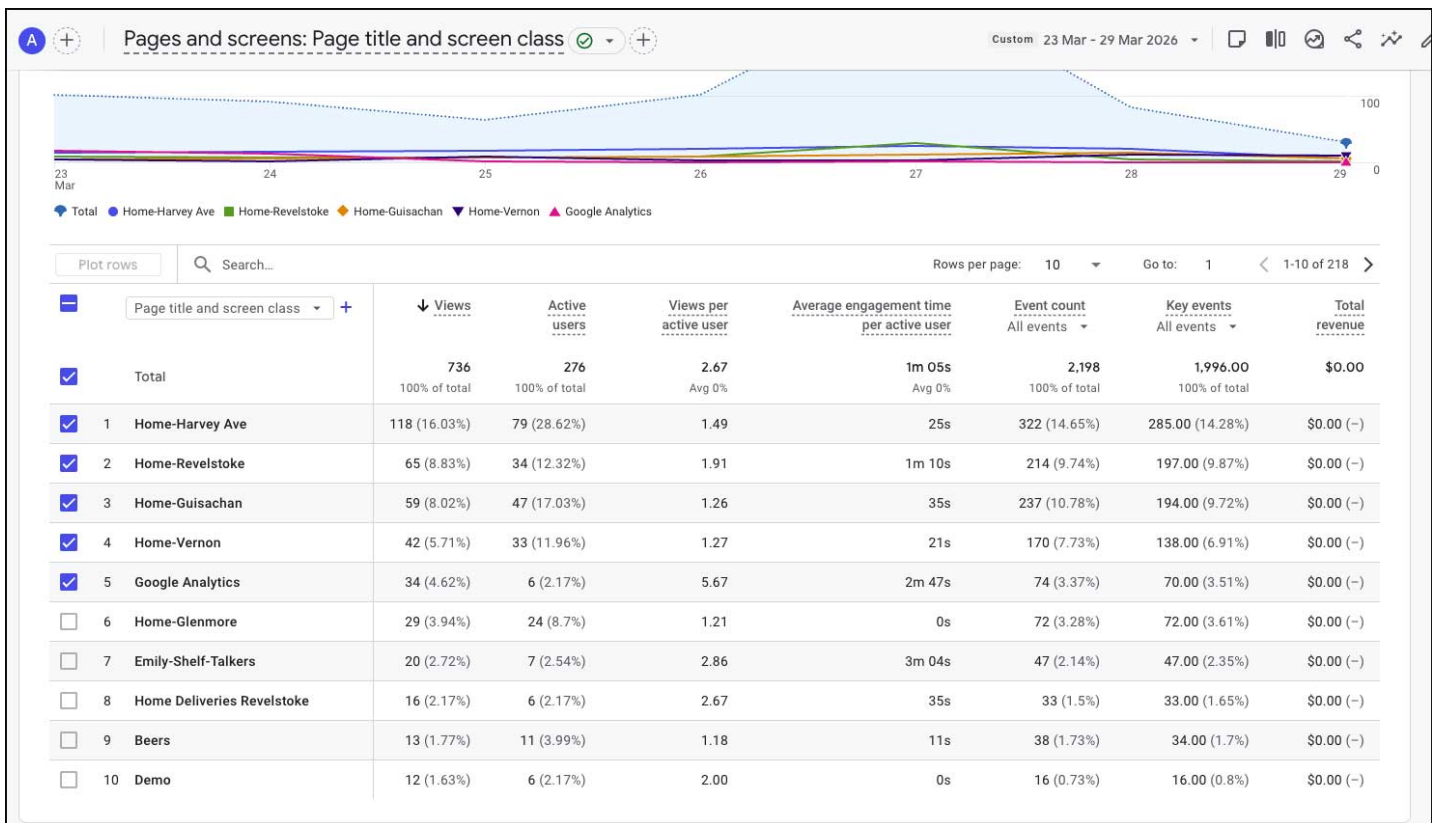 A
Pages and screens: Page title and screen class
Custom 23 Mar - 29 Mar 2026
100
0
23 Mar 24 25 26 27 28 29
Total Home-Harvey Ave Home-Revelstoke Home-Guisachan Home-Vernon Google Analytics
Plot rows Search... Rows per page: 10 Go to: 1 1-10 of 218
Page title and screen class + Views Active users Views per active user Average engagement time per active user Event count All events Key events All events Total revenue
Total 736 276 2.67 1m 05s 2,198 1,996.00 $0.00
100% of total 100% of total Avg 0% Avg 0% 100% of total 100% of total
1 Home-Harvey Ave 118 (16.03%) 79 (28.62%) 1.49 25s 322 (14.65%) 285.00 (14.28%) $0.00 (–)
2 Home-Revelstoke 65 (8.83%) 34 (12.32%) 1.91 1m 10s 214 (9.74%) 197.00 (9.87%) $0.00 (–)
3 Home-Guisachan 59 (8.02%) 47 (17.03%) 1.26 35s 237 (10.78%) 194.00 (9.72%) $0.00 (–)
4 Home-Vernon 42 (5.71%) 33 (11.96%) 1.27 21s 170 (7.73%) 138.00 (6.91%) $0.00 (–)
5 Google Analytics 34 (4.62%) 6 (2.17%) 5.67 2m 47s 74 (3.37%) 70.00 (3.51%) $0.00 (–)
6 Home-Glenmore 29 (3.94%) 24 (8.7%) 1.21 0s 72 (3.28%) 72.00 (3.61%) $0.00 (–)
7 Emily-Shelf-Talkers 20 (2.72%) 7 (2.54%) 2.86 3m 04s 47 (2.14%) 47.00 (2.35%) $0.00 (–)
8 Home Deliveries Revelstoke 16 (2.17%) 6 (2.17%) 2.67 35s 33 (1.5%) 33.00 (1.65%) $0.00 (–)
9 Beers 13 (1.77%) 11 (3.99%) 1.18 11s 38 (1.73%) 34.00 (1.7%) $0.00 (–)
10 Demo 12 (1.63%) 6 (2.17%) 2.00 0s 16 (0.73%) 16.00 (0.8%) $0.00 (–)